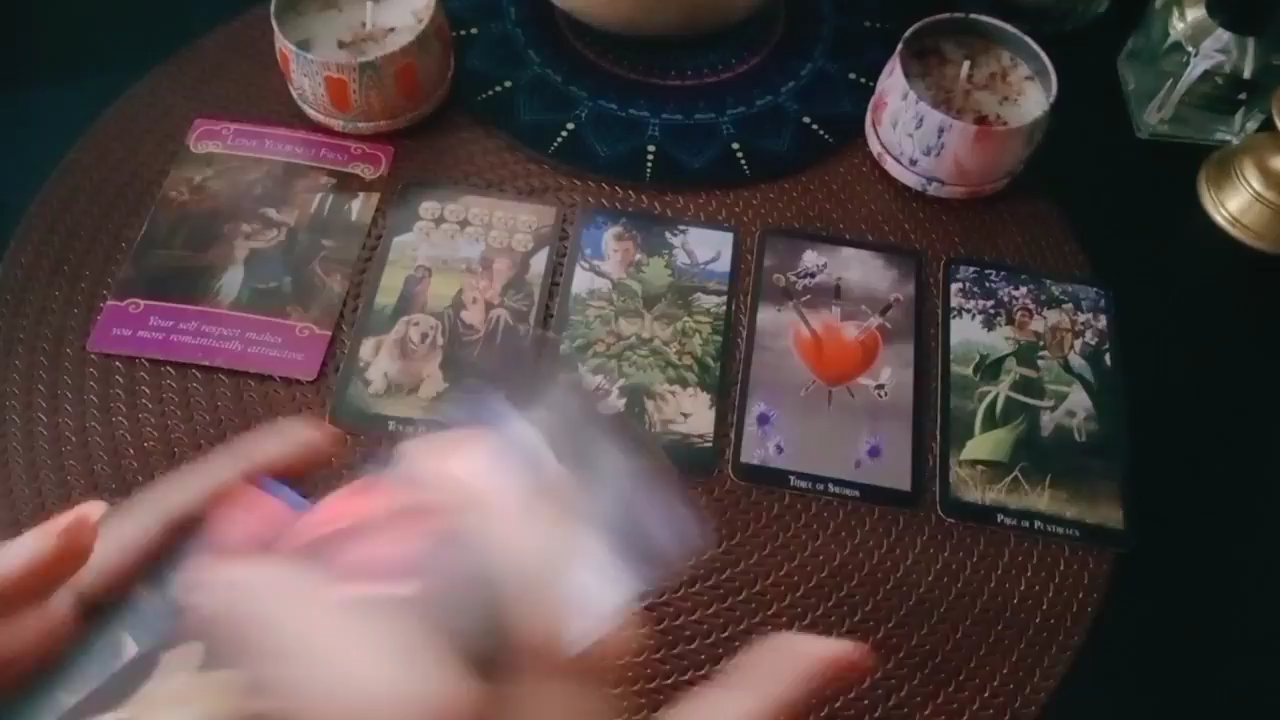 LOVE YOURSELF FIRST
Your self respect makes
you more romantically attractive
THREE OF SWORDS
PAGE OF PENTACLES